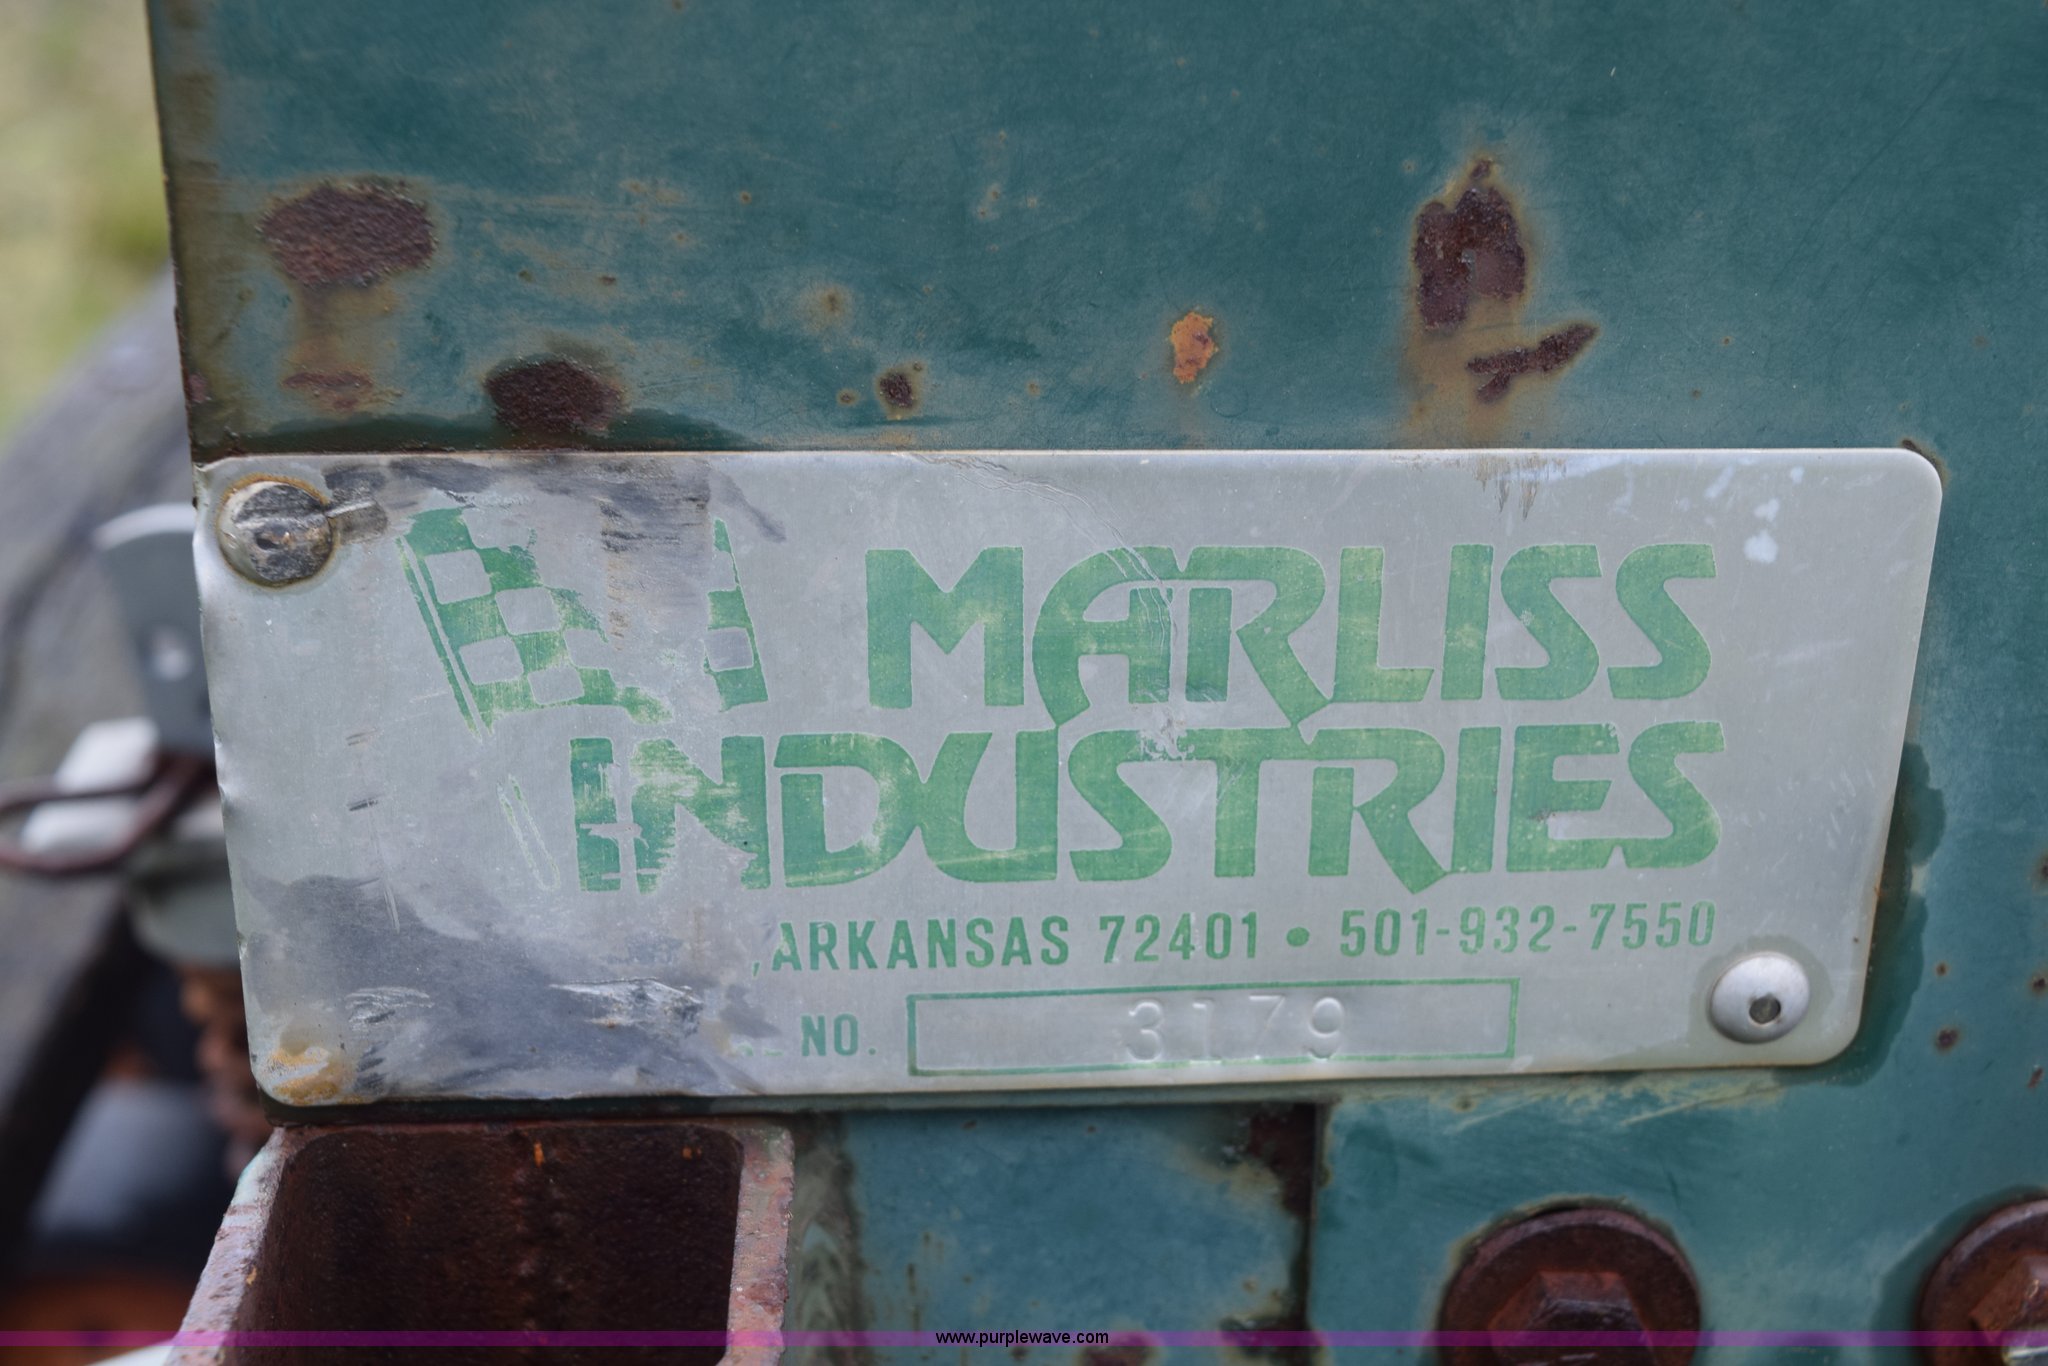 MARLISS
INDUSTRIES
, ARKANSAS 72401 • 501-932-7550
NO. 3179
www.purplewave.com